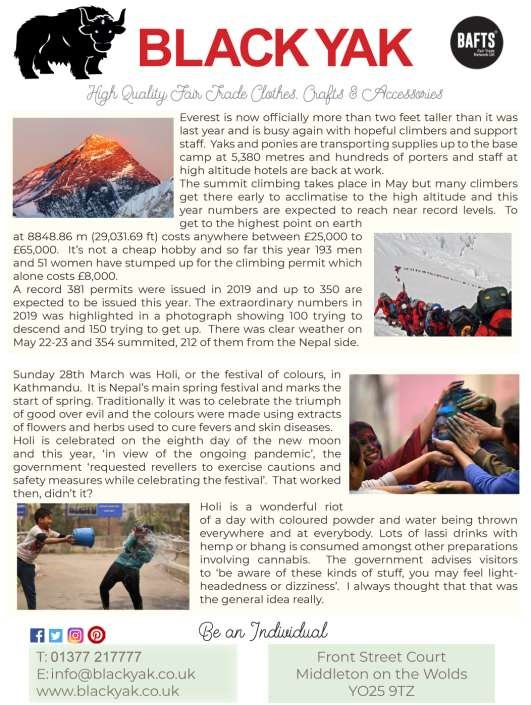 BLACK YAK
BAFTS
Fair Trade
Network UK
High Quality Fair Trade Clothes, Crafts & Accessories
Everest is now officially more than two feet taller than it was
last year and is busy again with hopeful climbers and support
staff. Yaks and ponies are transporting supplies up to the base
camp at 5,380 metres and hundreds of porters and staff at
high altitude hotels are back at work.
The summit climbing takes place in May but many climbers
get there early to acclimatise to the high altitude and this
year numbers are expected to reach near record levels. To
get to the highest point on earth
at 8848.86 m (29,031.69 ft) costs anywhere between £25,000 to
£65,000. It's not a cheap hobby and so far this year 193 men
and 51 women have stumped up for the climbing permit which
alone costs £8,000.
A record 381 permits were issued in 2019 and up to 350 are
expected to be issued this year. The extraordinary numbers in
2019 was highlighted in a photograph showing 100 trying to
descend and 150 trying to get up. There was clear weather on
May 22-23 and 354 summited, 212 of them from the Nepal side.
Sunday 28th March was Holi, or the festival of colours, in
Kathmandu. It is Nepal's main spring festival and marks the
start of spring. Traditionally it was to celebrate the triumph
of good over evil and the colours were made using extracts
of flowers and herbs used to cure fevers and skin diseases.
Holi is celebrated on the eighth day of the new moon
and this year, 'in view of the ongoing pandemic', the
government 'requested revellers to exercise cautions and
safety measures while celebrating the festival'. That worked
then, didn't it?
Holi is a wonderful riot
of a day with coloured powder and water being thrown
everywhere and at everybody. Lots of lassi drinks with
hemp or bhang is consumed amongst other preparations
involving cannabis. The government advises visitors
to 'be aware of these kinds of stuff, you may feel light-
headedness or dizziness'. I always thought that that was
the general idea really.
Be an Individual
T: 01377 217777
E: info@blackyak.co.uk
www.blackyak.co.uk
Front Street Court
Middleton on the Wolds
YO25 9TZ